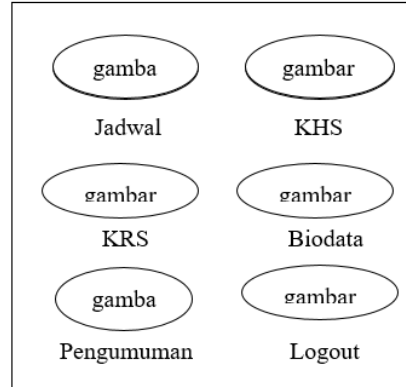 gamba gambar
Jadwal KHS
gambar gambar
KRS Biodata
gamba gambar
Pengumuman Logout